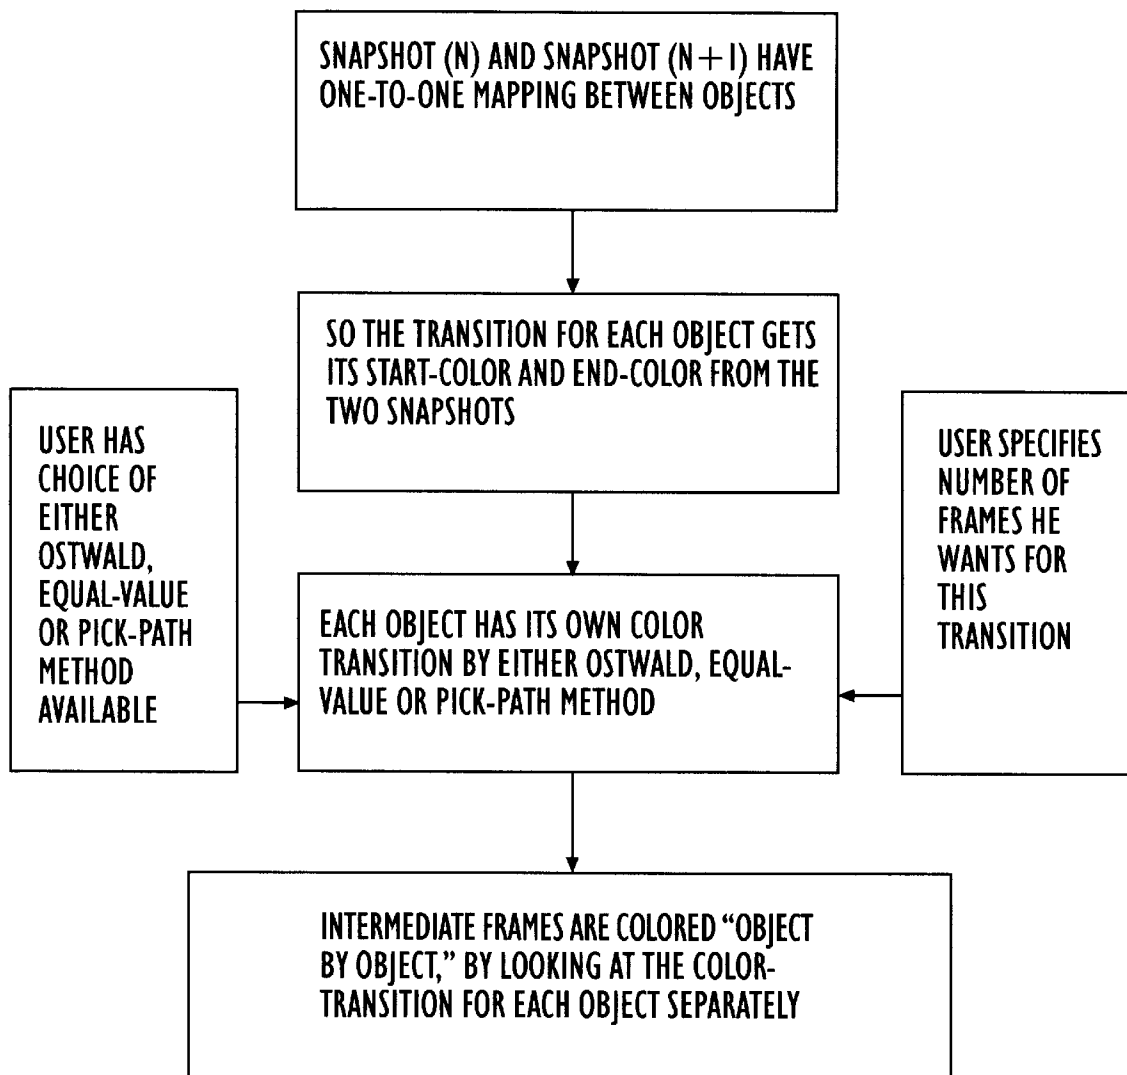 SNAPSHOT (N) AND SNAPSHOT (N+1) HAVE
ONE-TO-ONE MAPPING BETWEEN OBJECTS
SO THE TRANSITION FOR EACH OBJECT GETS
ITS START-COLOR AND END-COLOR FROM THE
TWO SNAPSHOTS
USER HAS
CHOICE OF
EITHER
OSTWALD,
EQUAL-VALUE
OR PICK-PATH
METHOD
AVAILABLE
USER SPECIFIES
NUMBER OF
FRAMES HE
WANTS FOR
THIS
TRANSITION
EACH OBJECT HAS ITS OWN COLOR
TRANSITION BY EITHER OSTWALD, EQUAL-
VALUE OR PICK-PATH METHOD
INTERMEDIATE FRAMES ARE COLORED “OBJECT
BY OBJECT,” BY LOOKING AT THE COLOR-
TRANSITION FOR EACH OBJECT SEPARATELY